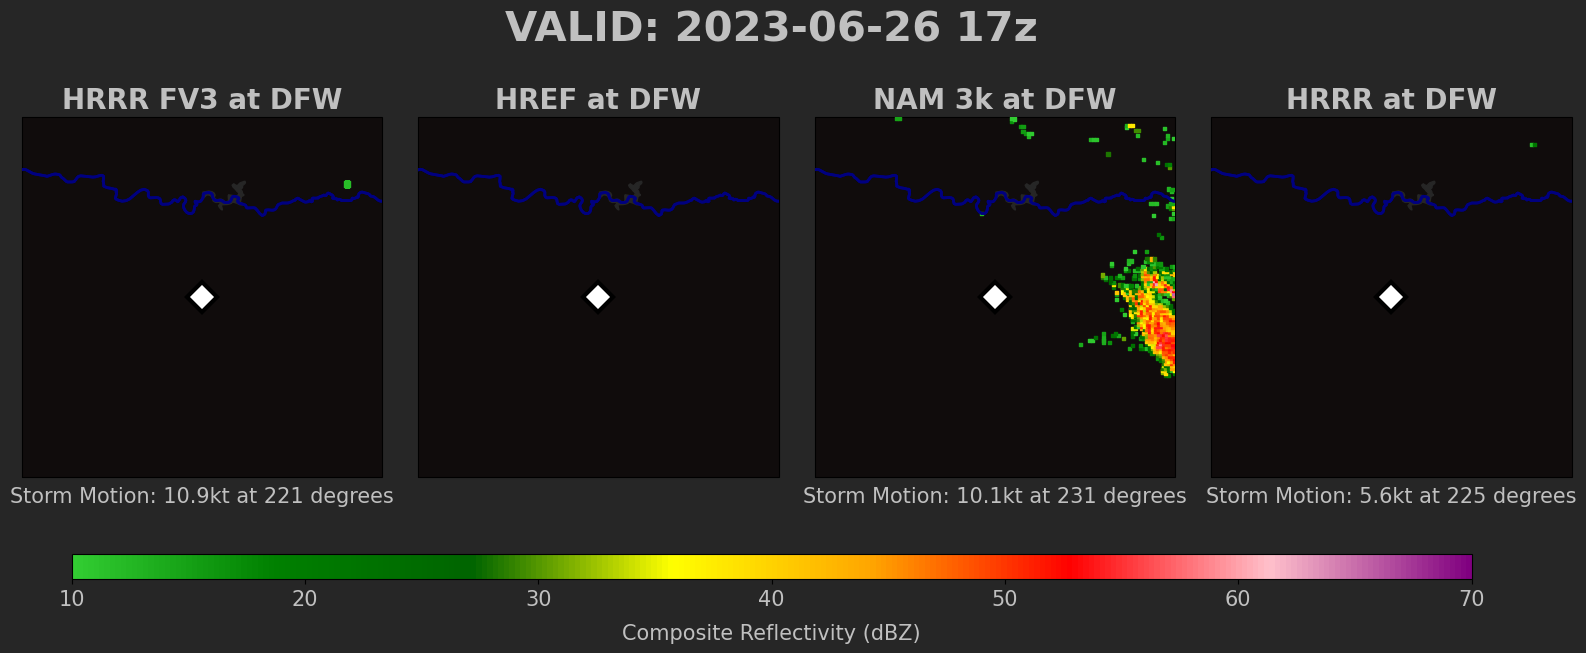 VALID: 2023-06-26 17z
HRRR FV3 at DFW
HREF at DFW
NAM 3k at DFW
HRRR at DFW
Storm Motion: 10.9kt at 221 degrees
Storm Motion: 10.1kt at 231 degrees
Storm Motion: 5.6kt at 225 degrees
10 20 30 40 50 60 70
Composite Reflectivity (dBZ)